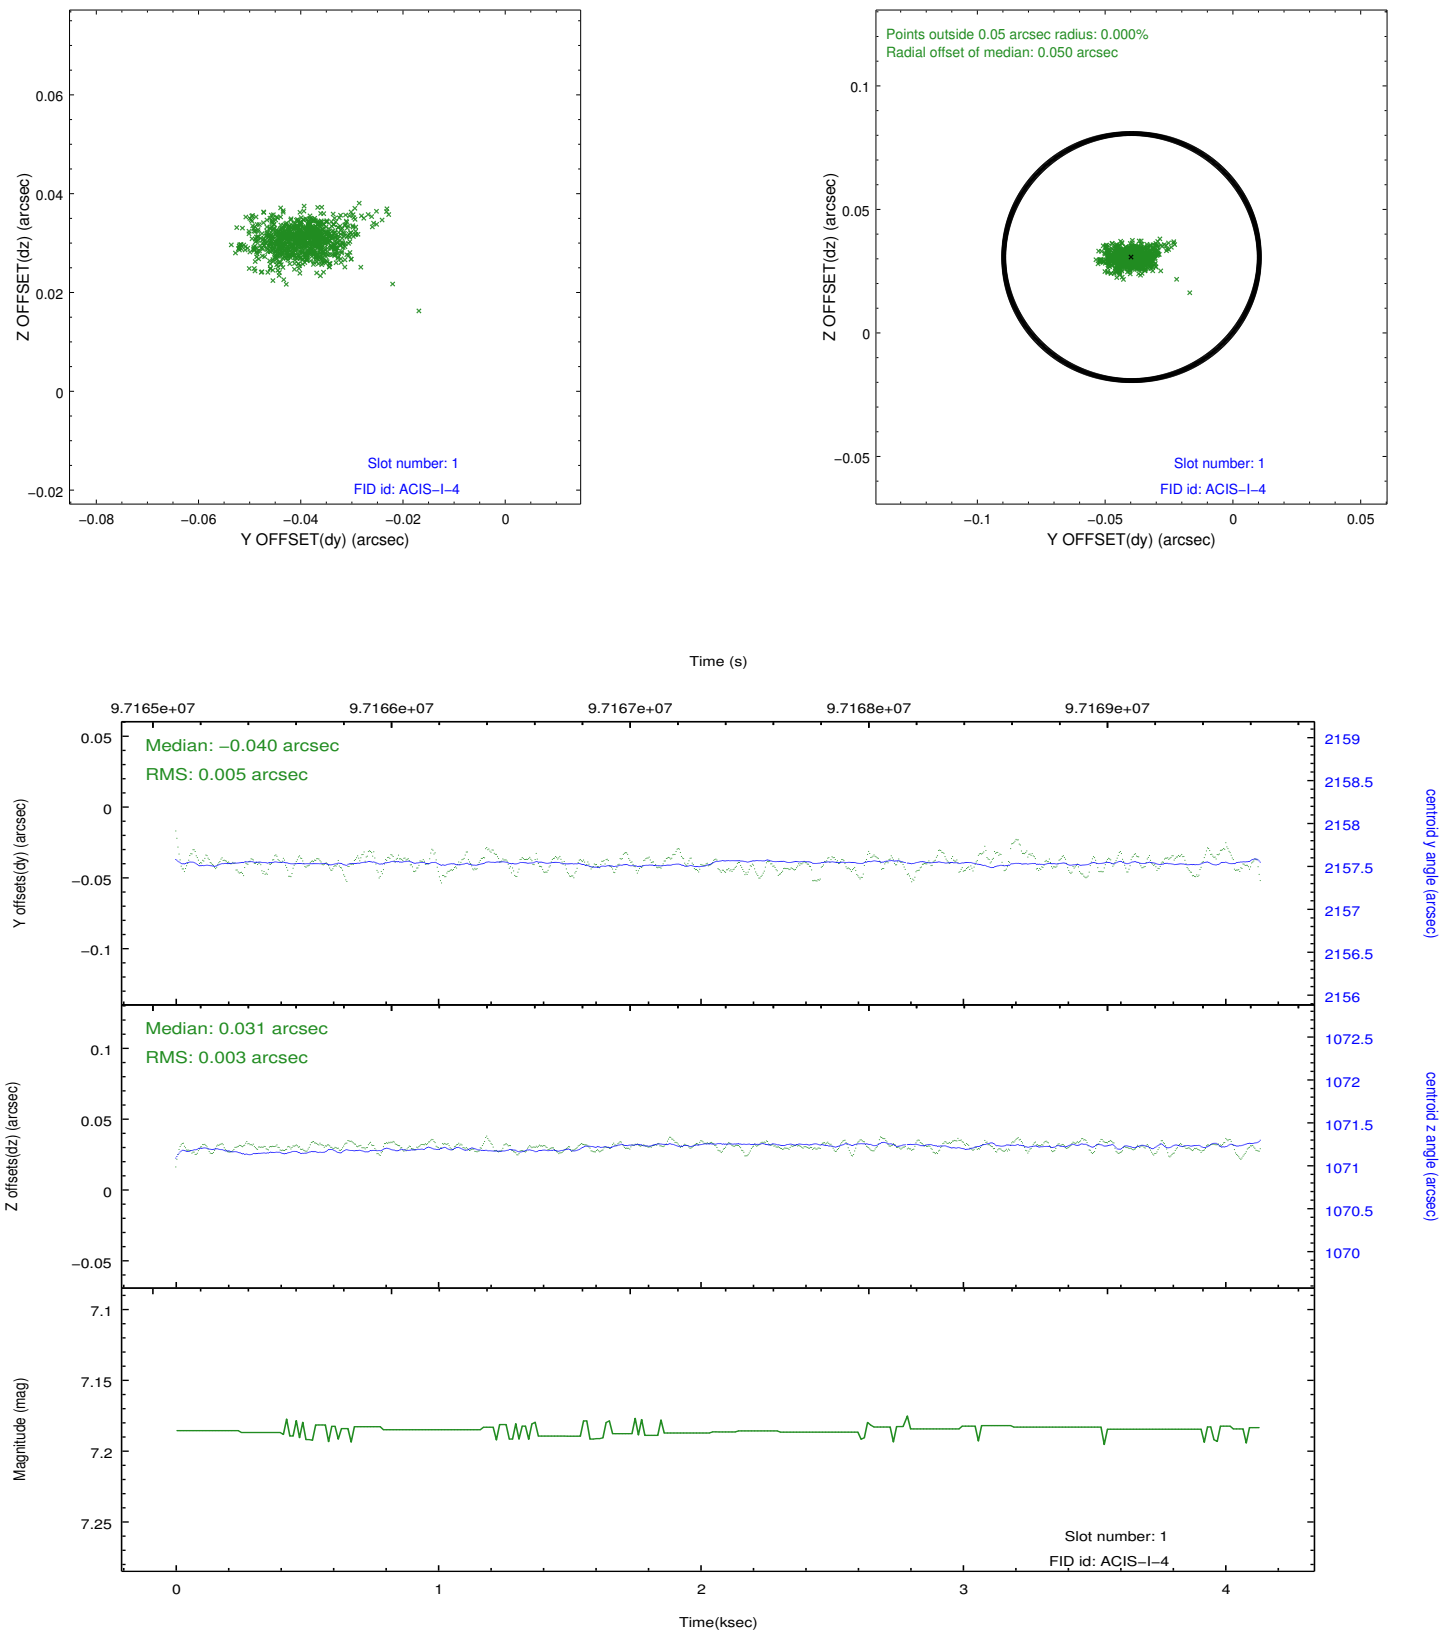 0.06
0.04
0.02
0
−0.02
Z OFFSET(dz) (arcsec)
Slot number: 1
FID id: ACIS−I−4
−0.08
−0.06
−0.04
−0.02
0
Y OFFSET(dy) (arcsec)
Points outside 0.05 arcsec radius: 0.000%
Radial offset of median: 0.050 arcsec
0.1
0.05
0
−0.05
Z OFFSET(dz) (arcsec)
Slot number: 1
FID id: ACIS−I−4
−0.1
−0.05
0
0.05
Y OFFSET(dy) (arcsec)
Time (s)
9.7165e+07
9.7166e+07
9.7167e+07
9.7168e+07
9.7169e+07
Median: −0.040 arcsec
RMS: 0.005 arcsec
0.05
0
−0.05
−0.1
Y offsets(dy) (arcsec)
2159
2158.5
2158
2157.5
2157
2156.5
2156
centroid y angle (arcsec)
Median: 0.031 arcsec
RMS: 0.003 arcsec
0.1
0.05
0
−0.05
Z offsets(dz) (arcsec)
1072.5
1072
1071.5
1071
1070.5
1070
centroid z angle (arcsec)
7.1
7.15
7.2
7.25
Magnitude (mag)
Slot number: 1
FID id: ACIS−I−4
0
1
2
3
4
Time(ksec)